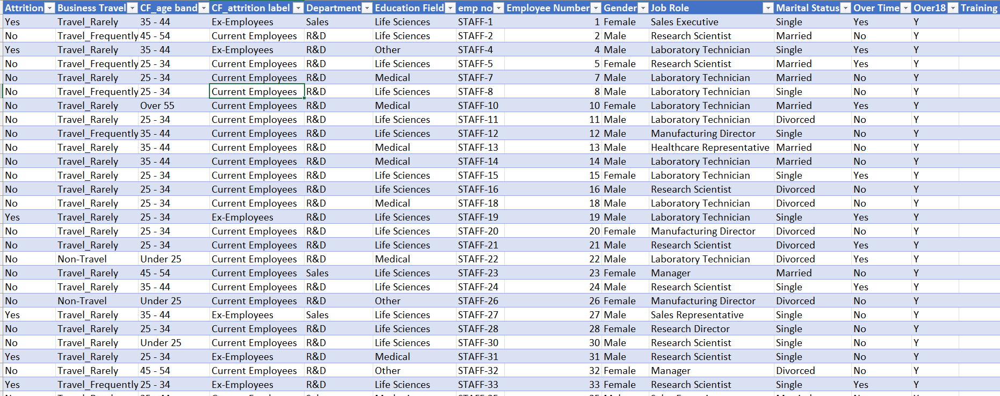 Attrition Business Travel CF_age band CF_attrition label Department Education Field emp no Employee Number Gender Job Role Marital Status Over Time Over18 Training
Yes Travel_Rarely 35 - 44 Ex-Employees Sales Life Sciences STAFF-1 1 Female Sales Executive Single Yes Y
No Travel_Frequently 45 - 54 Current Employees R&D Life Sciences STAFF-2 2 Male Research Scientist Married No Y
Yes Travel_Rarely 35 - 44 Ex-Employees R&D Other STAFF-4 4 Male Laboratory Technician Single Yes Y
No Travel_Frequently 25 - 34 Current Employees R&D Life Sciences STAFF-5 5 Female Research Scientist Married Yes Y
No Travel_Rarely 25 - 34 Current Employees R&D Medical STAFF-7 7 Male Laboratory Technician Married No Y
No Travel_Frequently 25 - 34 Current Employees R&D Life Sciences STAFF-8 8 Male Laboratory Technician Single No Y
No Travel_Rarely Over 55 Current Employees R&D Medical STAFF-10 10 Female Laboratory Technician Married Yes Y
No Travel_Rarely 25 - 34 Current Employees R&D Life Sciences STAFF-11 11 Male Laboratory Technician Divorced No Y
No Travel_Frequently 35 - 44 Current Employees R&D Life Sciences STAFF-12 12 Male Manufacturing Director Single No Y
No Travel_Rarely 35 - 44 Current Employees R&D Medical STAFF-13 13 Male Healthcare Representative Married No Y
No Travel_Rarely 35 - 44 Current Employees R&D Medical STAFF-14 14 Male Laboratory Technician Married No Y
No Travel_Rarely 25 - 34 Current Employees R&D Life Sciences STAFF-15 15 Female Laboratory Technician Single Yes Y
No Travel_Rarely 25 - 34 Current Employees R&D Life Sciences STAFF-16 16 Male Research Scientist Divorced No Y
No Travel_Rarely 25 - 34 Current Employees R&D Medical STAFF-18 18 Male Laboratory Technician Divorced No Y
Yes Travel_Rarely 25 - 34 Ex-Employees R&D Life Sciences STAFF-19 19 Male Laboratory Technician Single Yes Y
No Travel_Rarely 25 - 34 Current Employees R&D Life Sciences STAFF-20 20 Female Manufacturing Director Divorced No Y
No Travel_Rarely 25 - 34 Current Employees R&D Life Sciences STAFF-21 21 Male Research Scientist Divorced Yes Y
No Non-Travel Under 25 Current Employees R&D Medical STAFF-22 22 Male Laboratory Technician Divorced Yes Y
No Travel_Rarely 45 - 54 Current Employees Sales Life Sciences STAFF-23 23 Female Manager Married No Y
No Travel_Rarely 35 - 44 Current Employees R&D Life Sciences STAFF-24 24 Male Research Scientist Single Yes Y
No Non-Travel Under 25 Current Employees R&D Other STAFF-26 26 Female Manufacturing Director Divorced No Y
Yes Travel_Rarely 35 - 44 Ex-Employees Sales Life Sciences STAFF-27 27 Male Sales Representative Single No Y
No Travel_Rarely 25 - 34 Current Employees R&D Life Sciences STAFF-28 28 Female Research Director Single No Y
No Travel_Rarely Under 25 Current Employees R&D Life Sciences STAFF-30 30 Male Research Scientist Single No Y
Yes Travel_Rarely 25 - 34 Ex-Employees R&D Medical STAFF-31 31 Male Research Scientist Single No Y
No Travel_Rarely 45 - 54 Current Employees R&D Other STAFF-32 32 Female Manager Divorced No Y
Yes Travel_Frequently 25 - 34 Ex-Employees R&D Life Sciences STAFF-33 33 Female Research Scientist Single Yes Y